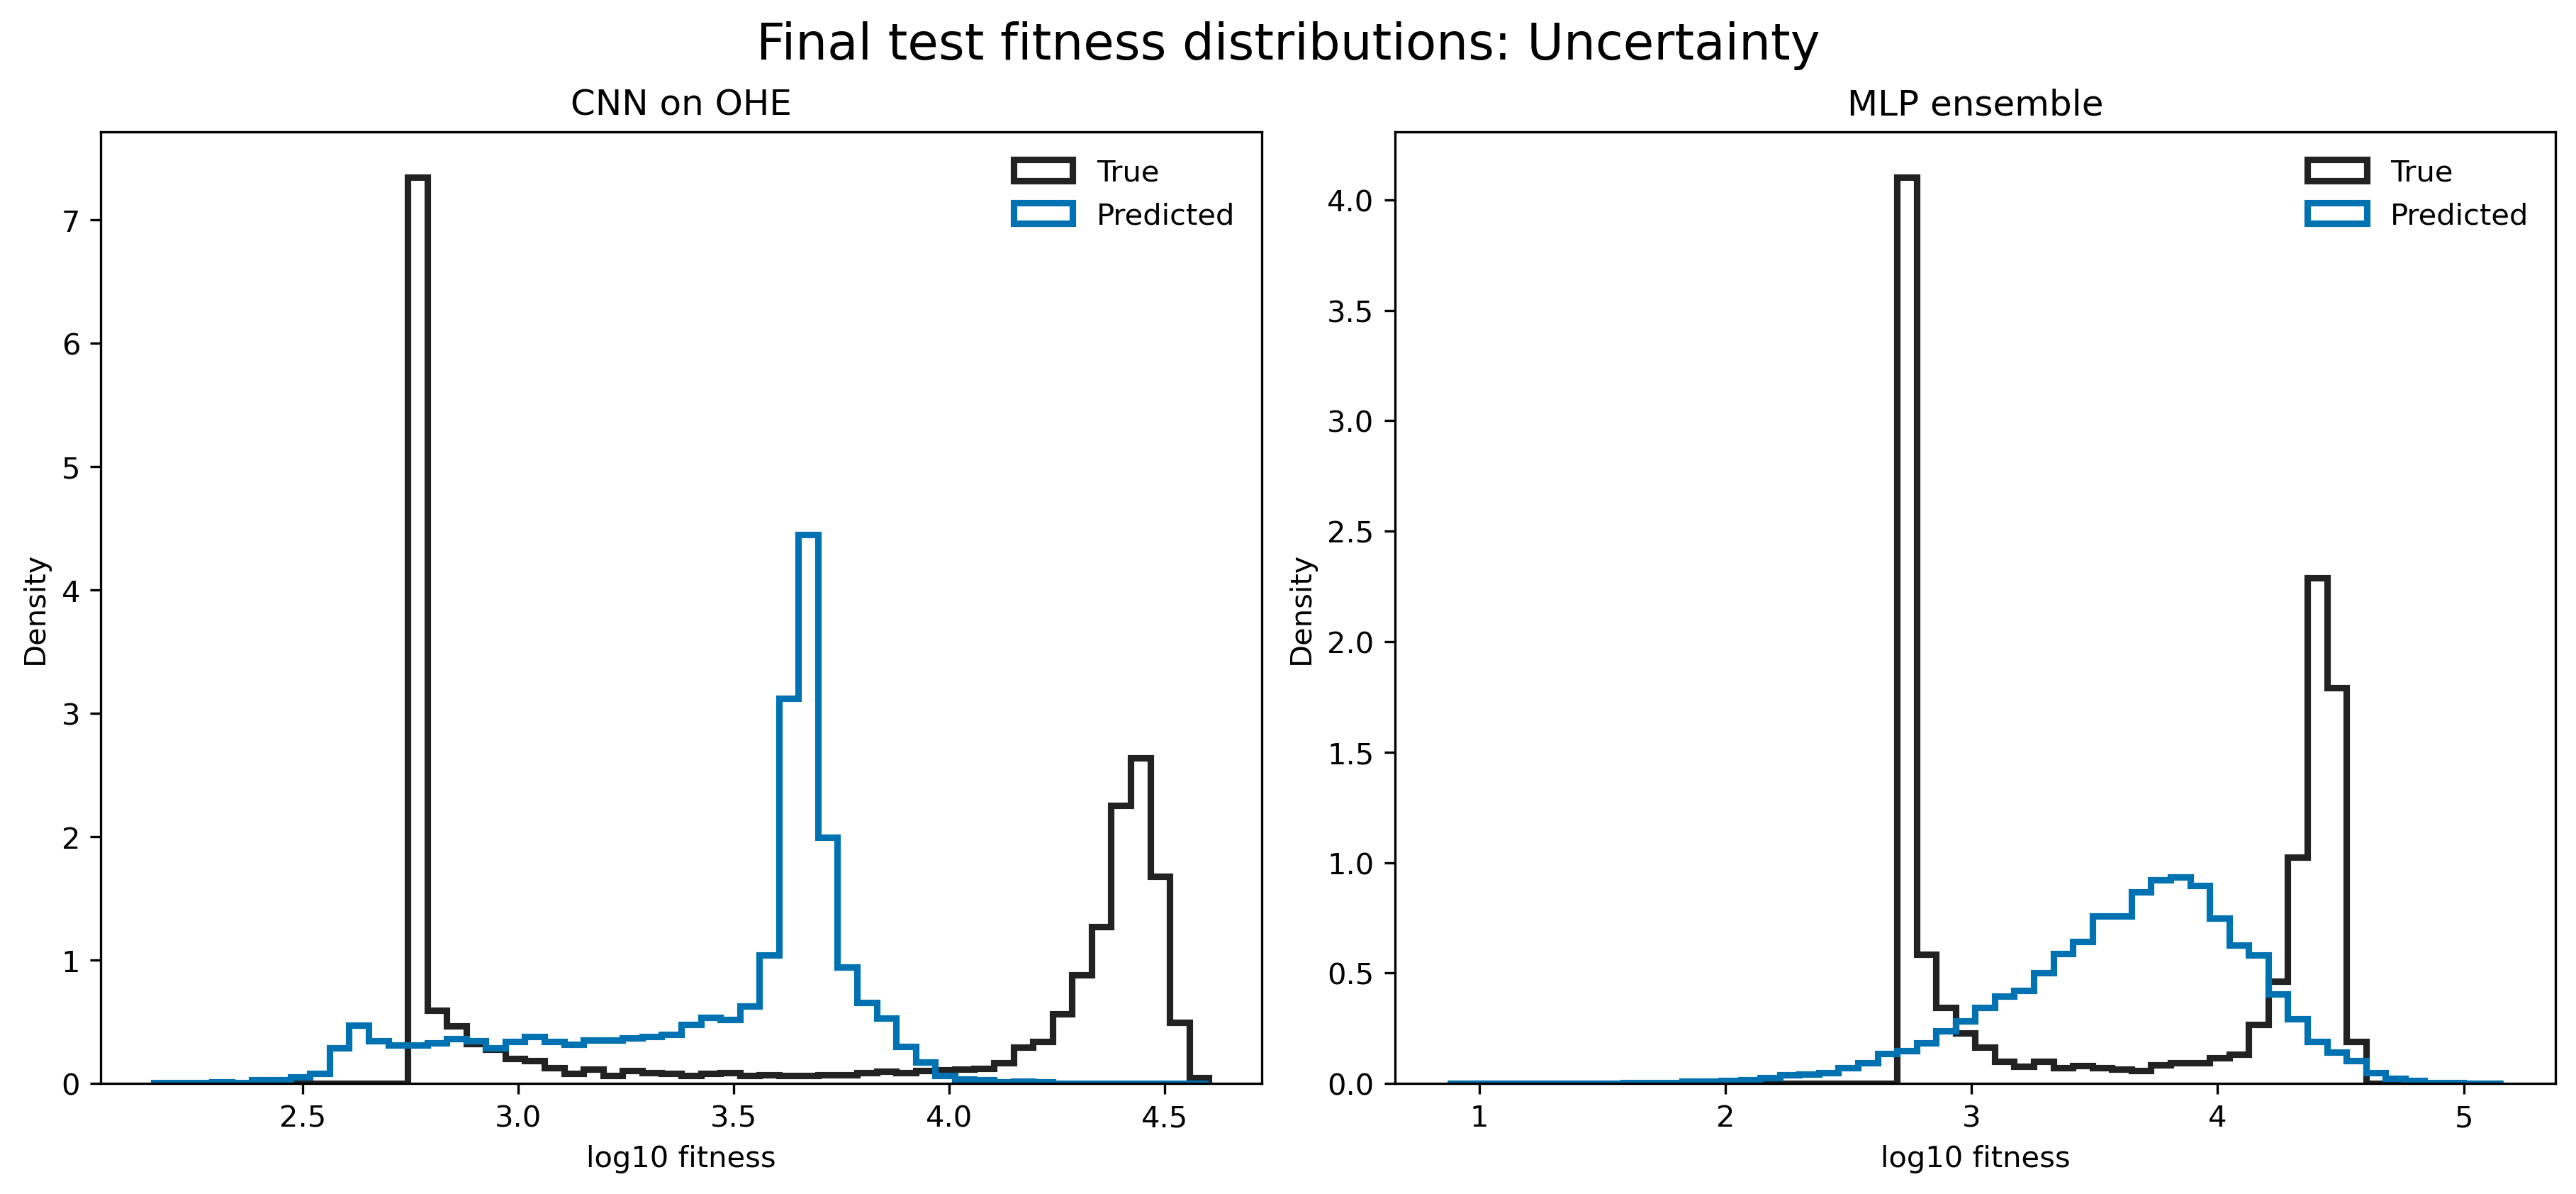 Final test fitness distributions: Uncertainty
CNN on OHE
True
Predicted
Density
7
6
5
4
3
2
1
0
2.5
3.0
3.5
4.0
4.5
log10 fitness
MLP ensemble
True
Predicted
Density
4.0
3.5
3.0
2.5
2.0
1.5
1.0
0.5
0.0
1
2
3
4
5
log10 fitness